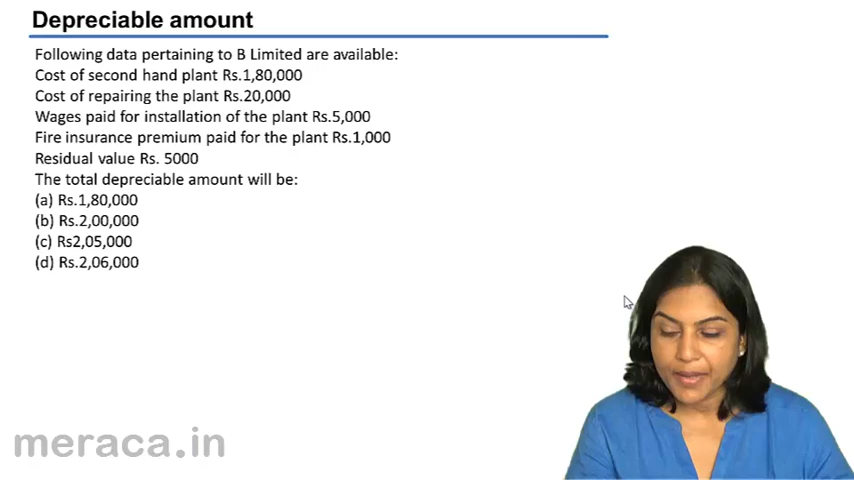 Depreciable amount
Following data pertaining to B Limited are available:
Cost of second hand plant Rs.1,80,000
Cost of repairing the plant Rs.20,000
Wages paid for installation of the plant Rs.5,000
Fire insurance premium paid for the plant Rs.1,000
Residual value Rs. 5000
The total depreciable amount will be:
(a) Rs.1,80,000
(b) Rs.2,00,000
(c) Rs2,05,000
(d) Rs.2,06,000
meraca.in